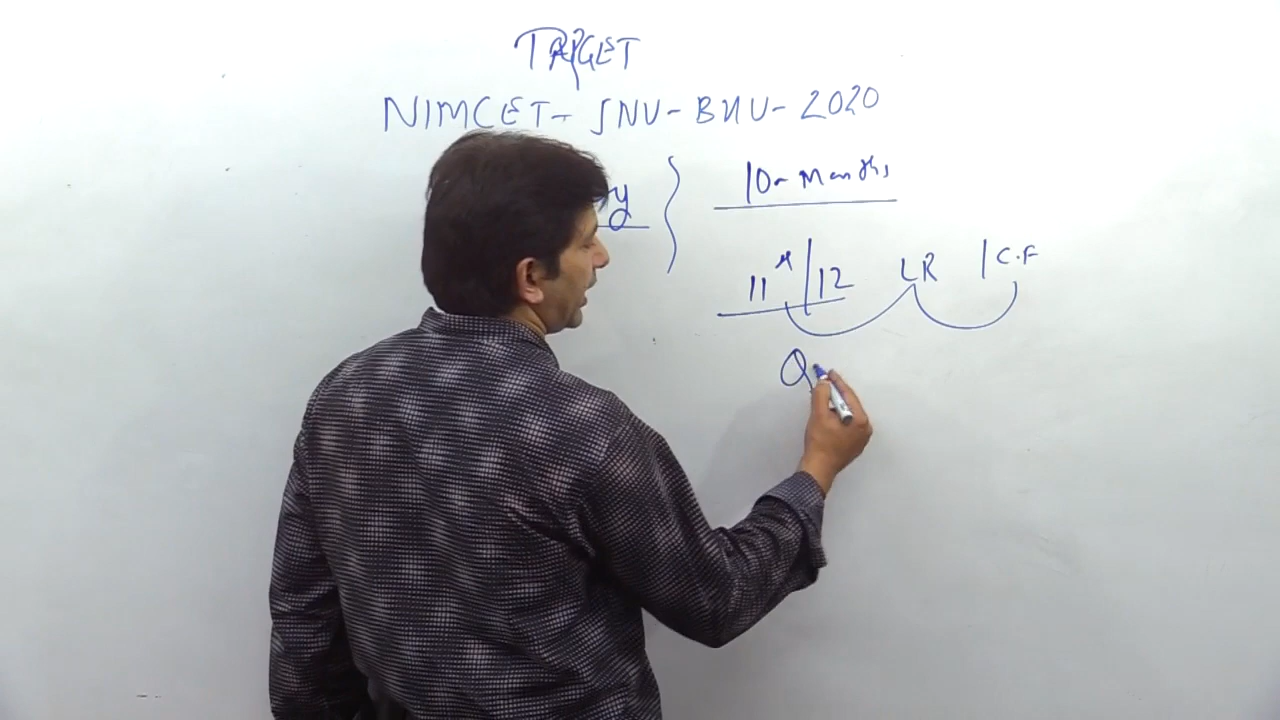 TARGET
NIMCET - JNU - BHU - 2020
y } 10 - Months
11th | 12 LR | C.F
Q